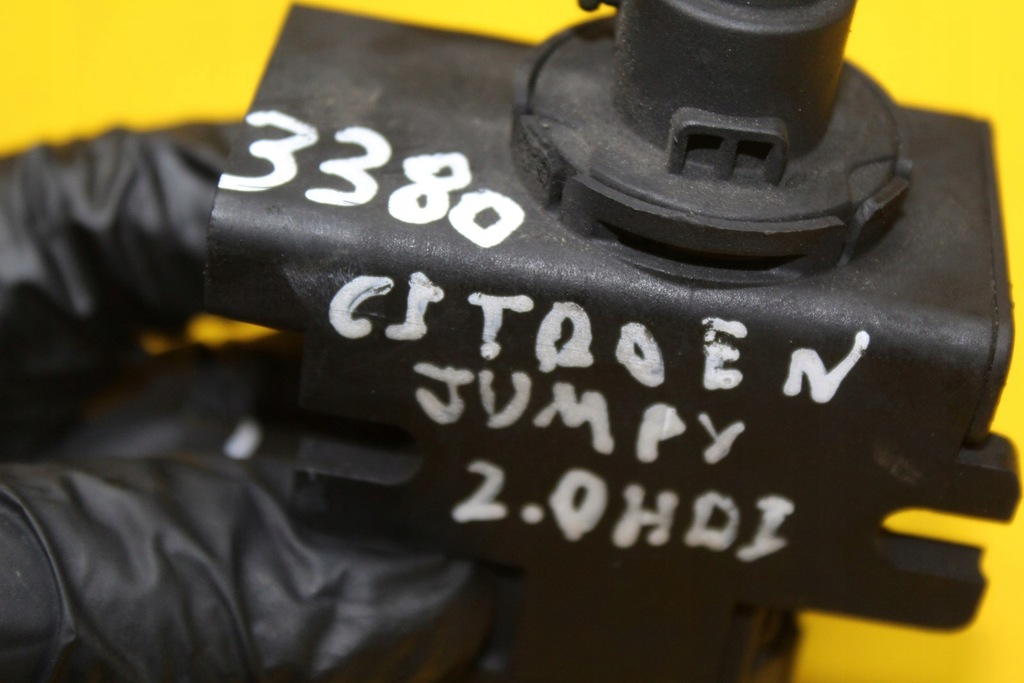 3380
CITROEN
JUMPY
2.0HDI